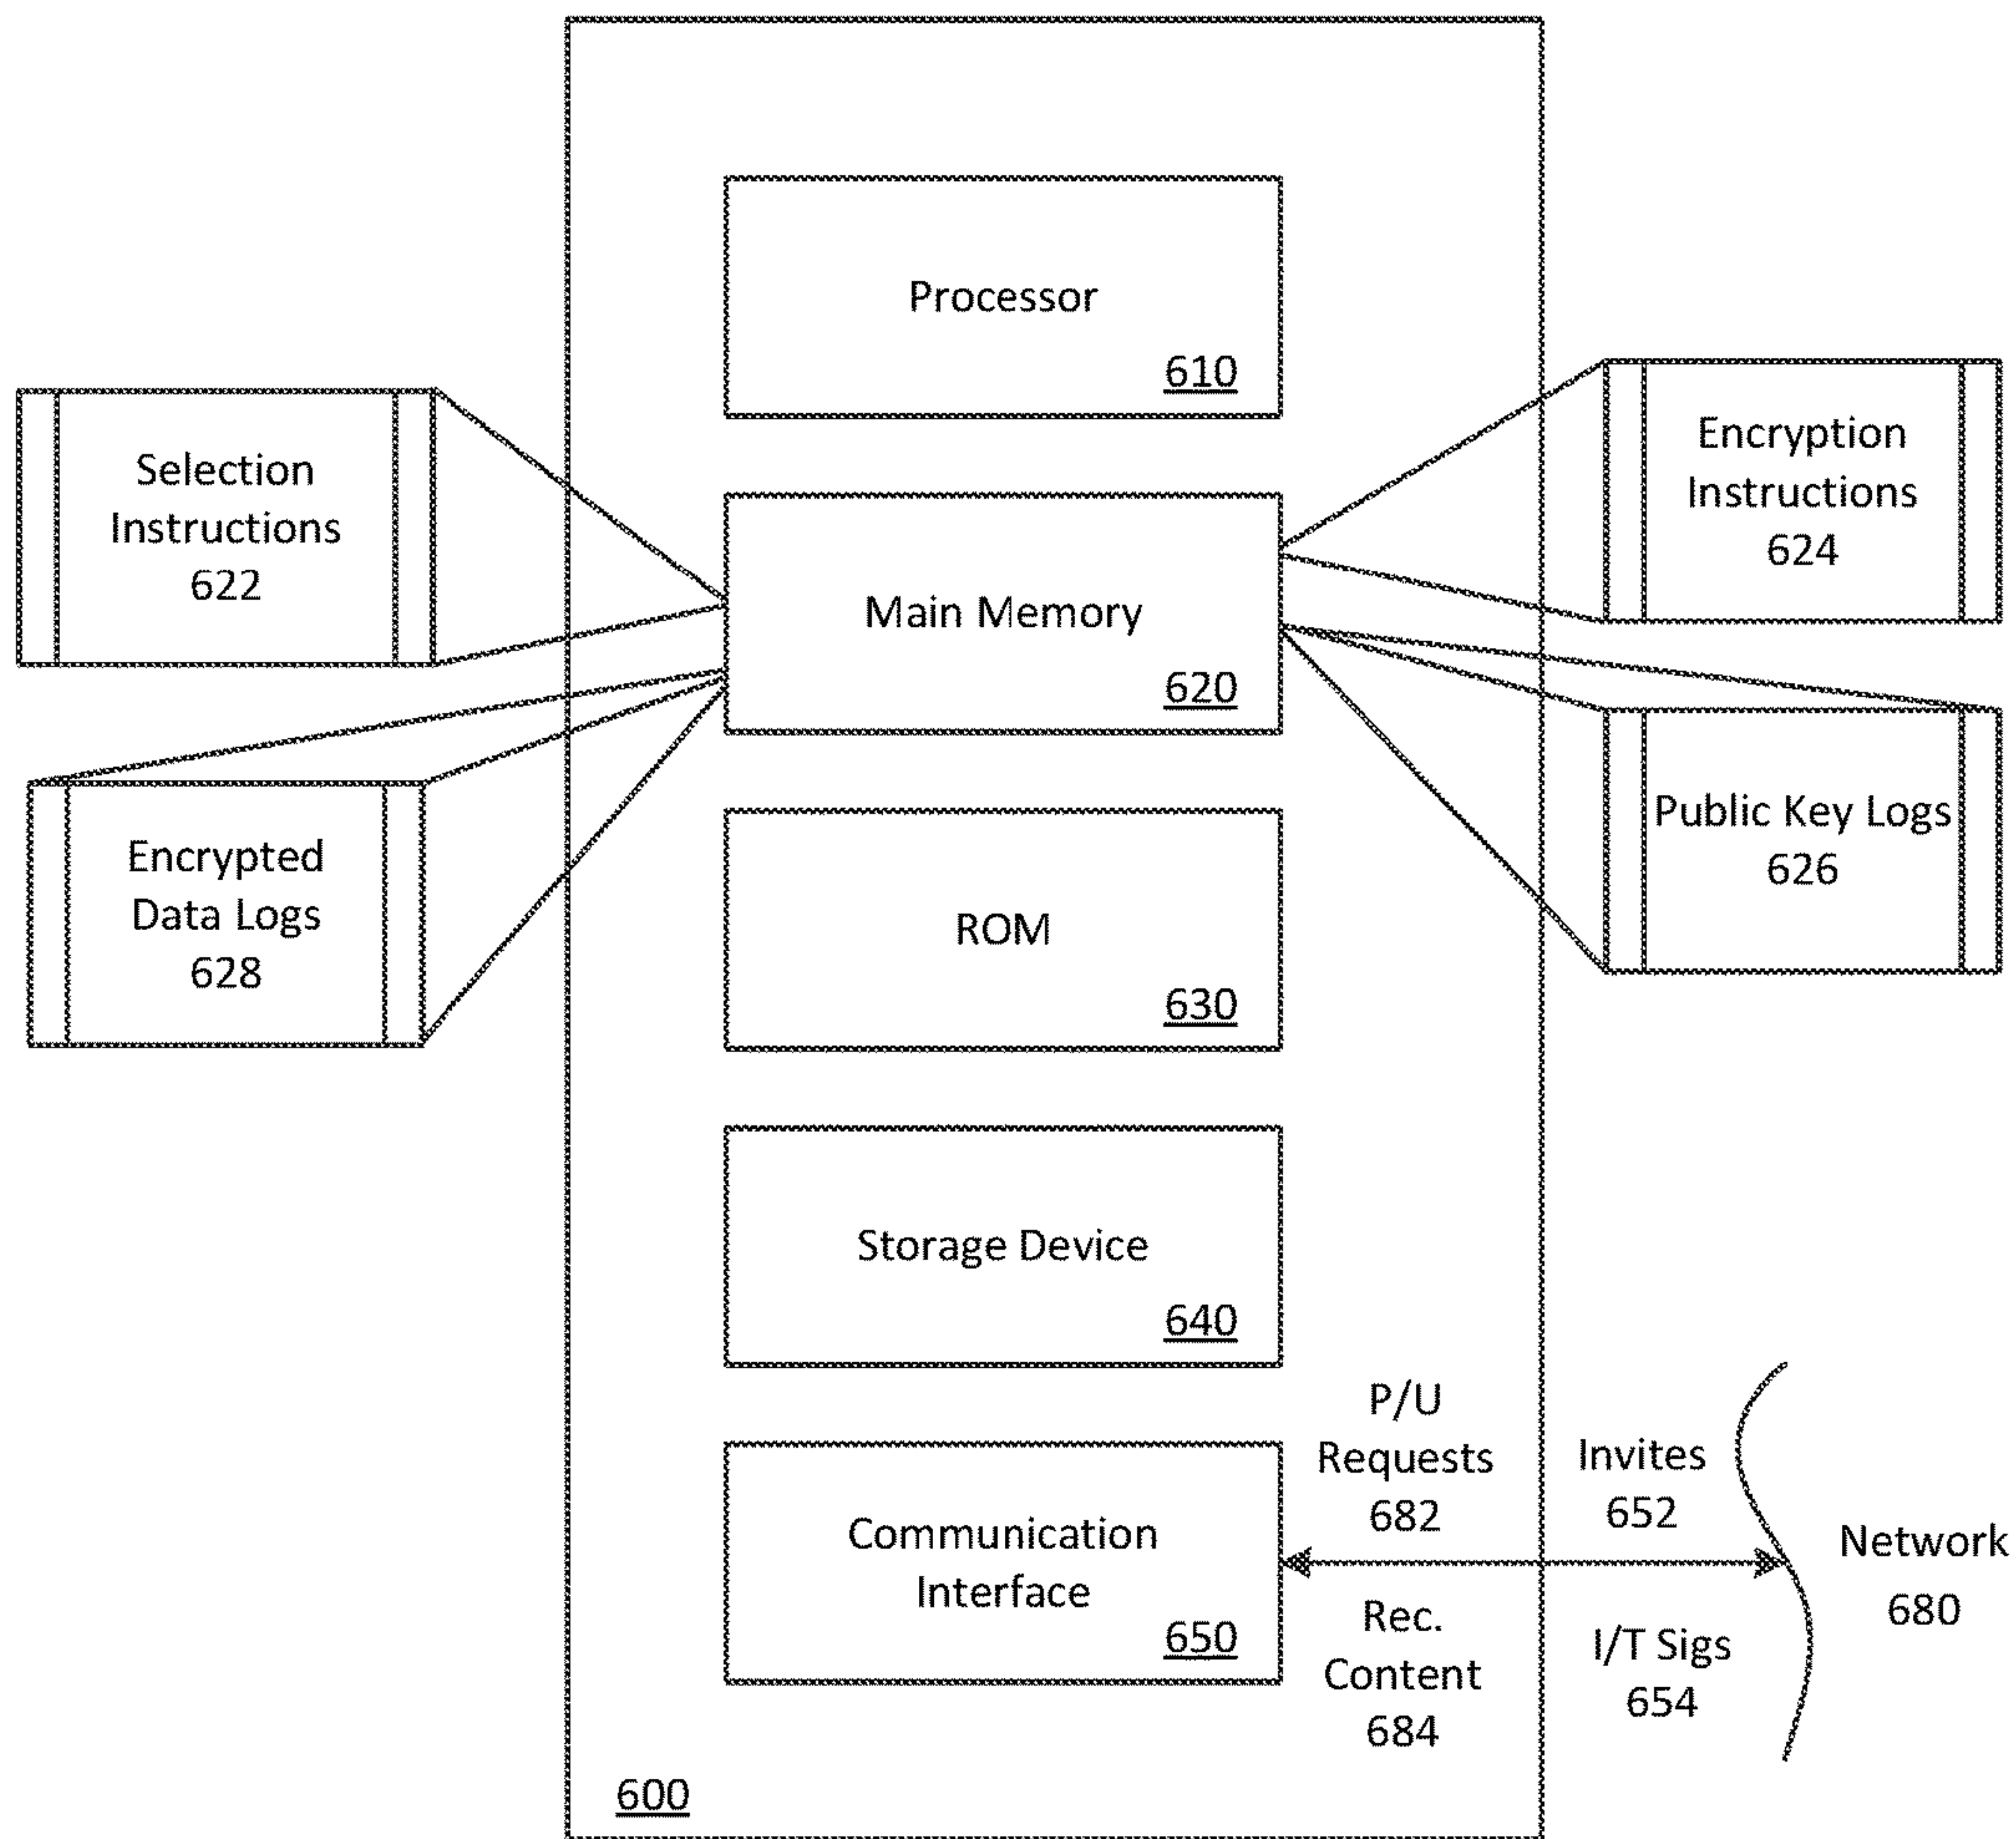 Processor
610
Selection
Instructions
622
Encryption
Instructions
624
Main Memory
620
Encrypted
Data Logs
628
Public Key Logs
626
ROM
630
Storage Device
640
P/U
Requests
682
Invites
652
Communication
Interface
650
Network
680
Rec.
Content
684
I/T Sigs
654
600